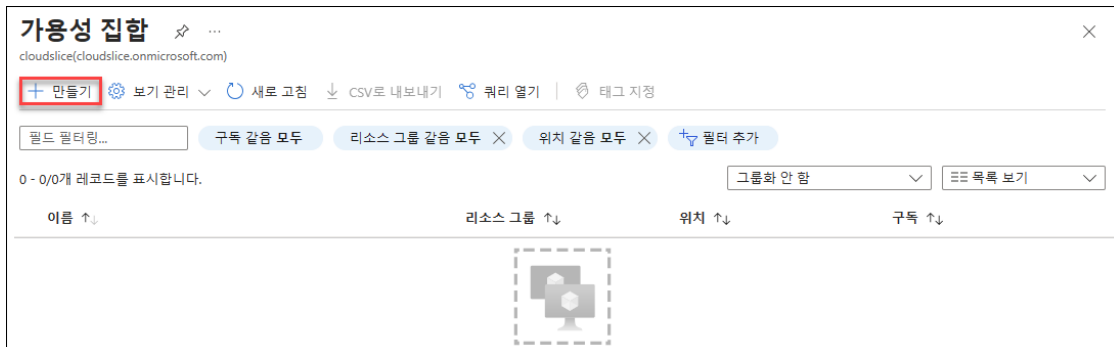 가용성 집합
cloudslice(cloudslice.onmicrosoft.com)
만들기 보기 관리 새로 고침 CSV로 내보내기 쿼리 열기 태그 지정
필드 필터링... 구독 같음 모두 리소스 그룹 같음 모두 위치 같음 모두 필터 추가
0 - 0/0개 레코드를 표시합니다. 그룹화 안 함 목록 보기
이름 리소스 그룹 위치 구독